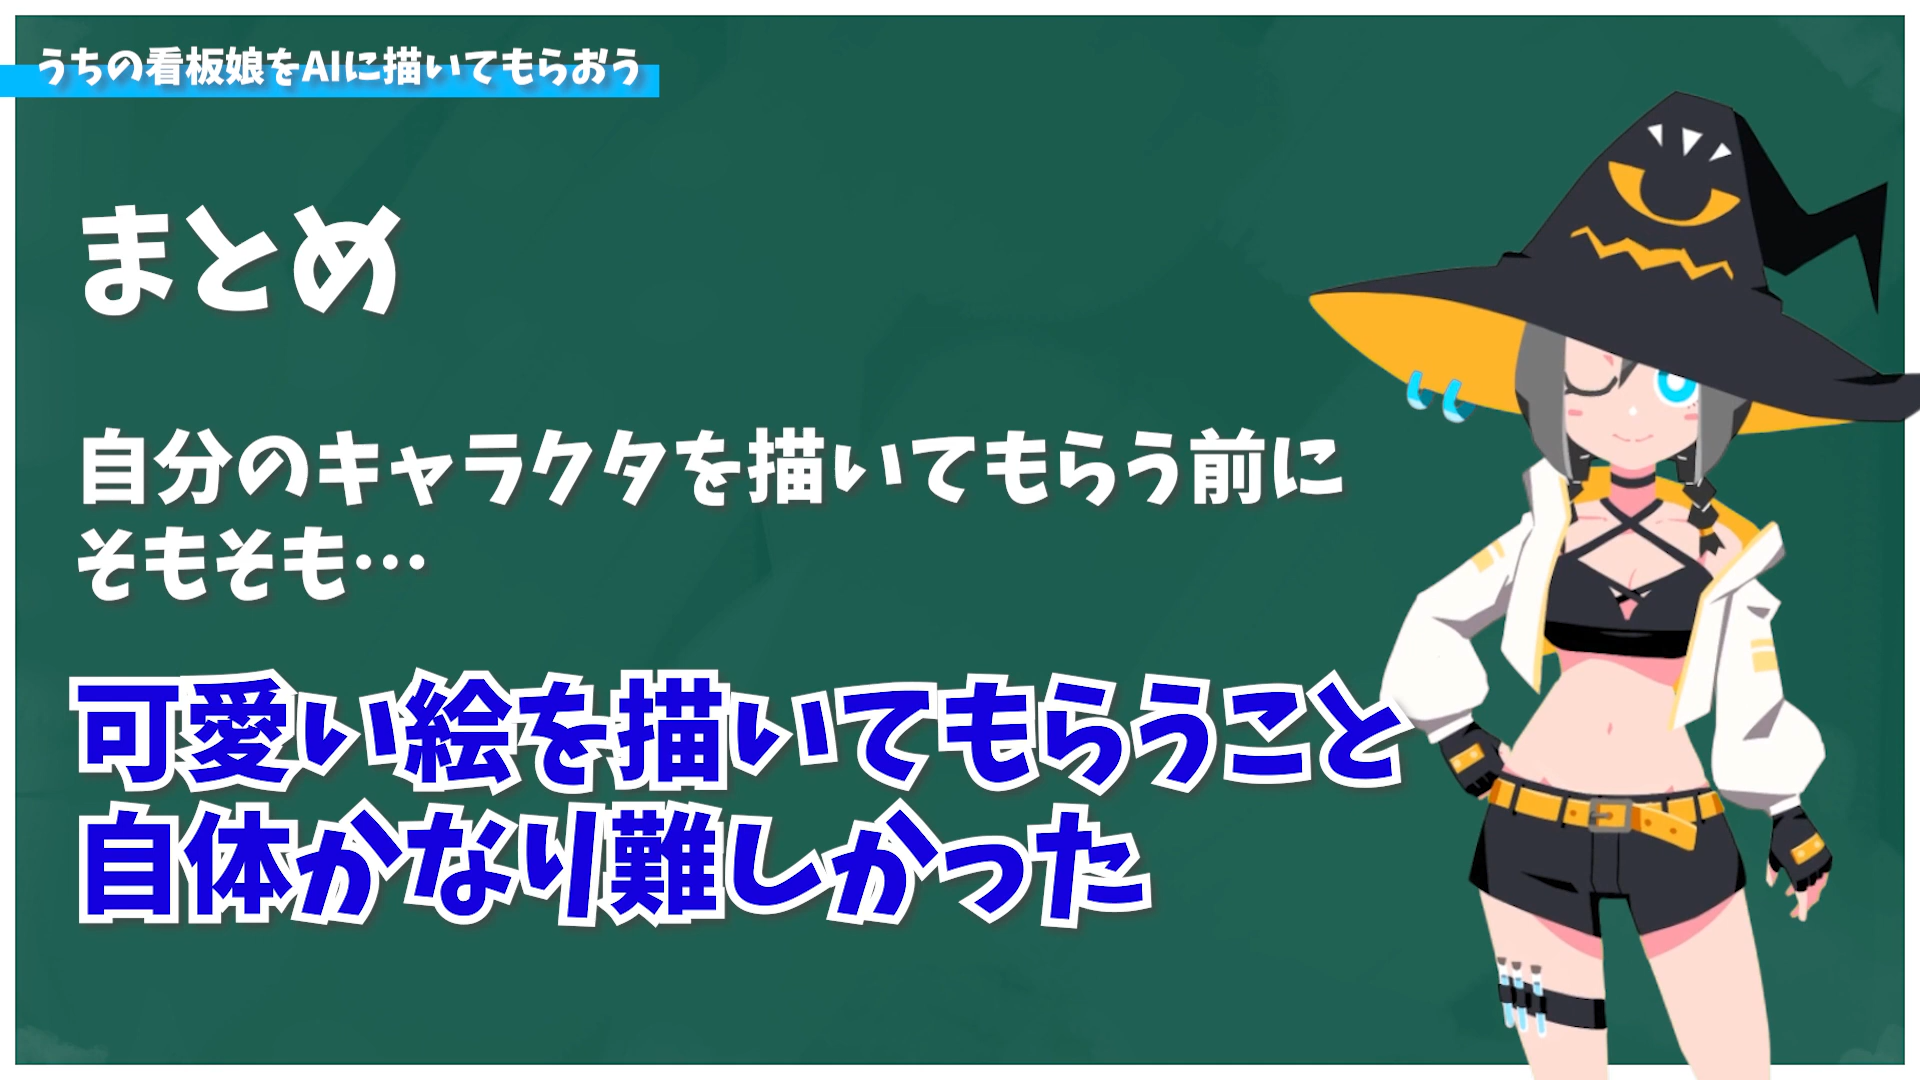 うちの看板娘をAIに描いてもらおう
まとめ
自分のキャラクタを描いてもらう前に
そもそも…
可愛い絵を描いてもらうこと
自体かなり難しかった